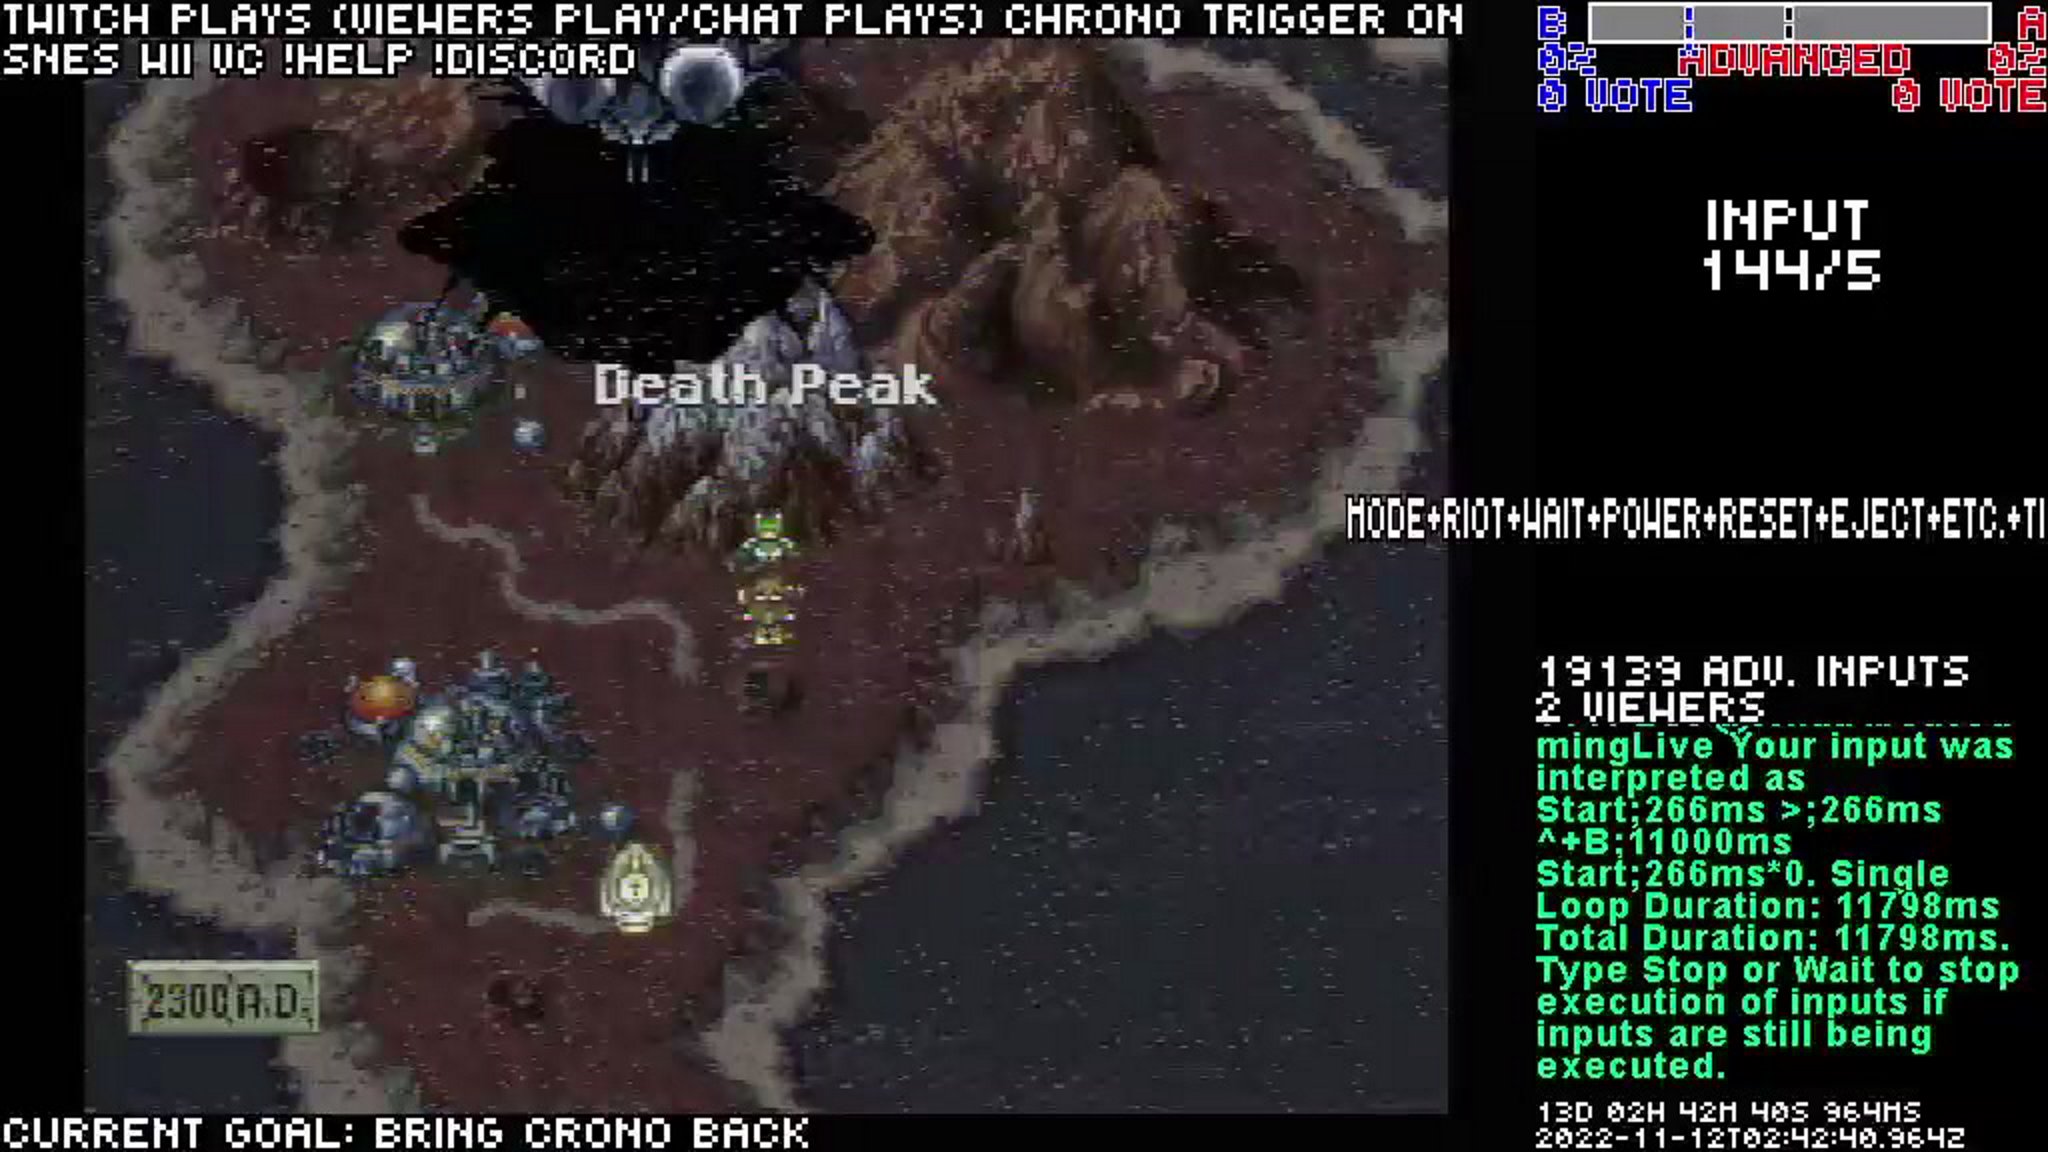 TWITCH PLAYS (VIEWERS PLAY/CHAT PLAYS) CHRONO TRIGGER ON
SNES WII VC !HELP !DISCORD
B A
0% ADVANCED 0%
0 VOTE 0 VOTE
INPUT
144/5
Death Peak
MODE+RIOT+WAIT+POWER+RESET+EJECT+ETC.+TI
19139 ADV. INPUTS
2 VIEWERS
mingLive Your input was
interpreted as
Start;266ms >;266ms
^+B;11000ms
Start;266ms*0. Single
Loop Duration: 11798ms
Total Duration: 11798ms.
Type Stop or Wait to stop
execution of inputs if
inputs are still being
executed.
2300 A.D.
13D 02H 42M 40S 964MS
2022-11-12T02:42:40.964Z
CURRENT GOAL: BRING CRONO BACK